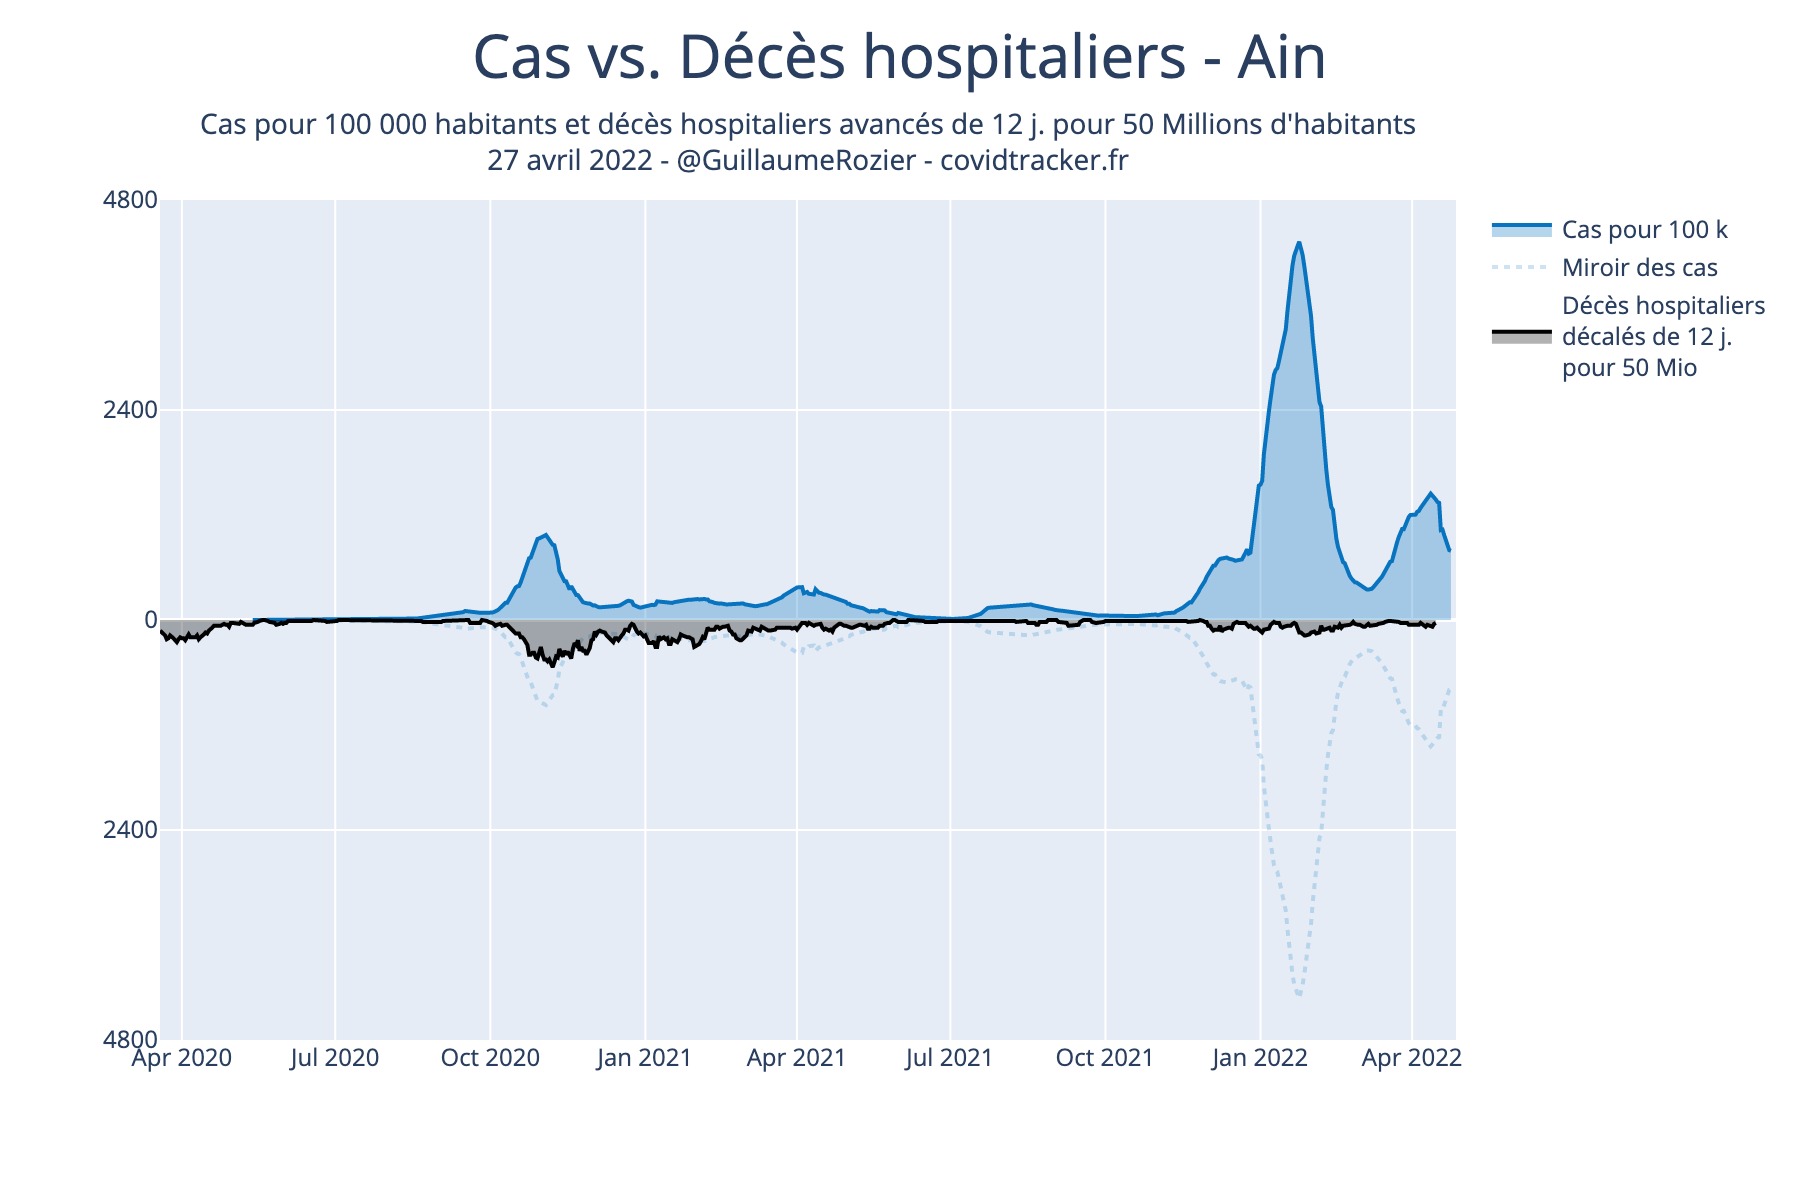 Cas vs. Décès hospitaliers - Ain
Cas pour 100 000 habitants et décès hospitaliers avancés de 12 j. pour 50 Millions d'habitants
27 avril 2022 - @GuillaumeRozier - covidtracker.fr
4800
2400
0
2400
4800
Apr 2020
Jul 2020
Oct 2020
Jan 2021
Apr 2021
Jul 2021
Oct 2021
Jan 2022
Apr 2022
Cas pour 100 k
Miroir des cas
Décès hospitaliers
décalés de 12 j.
pour 50 Mio